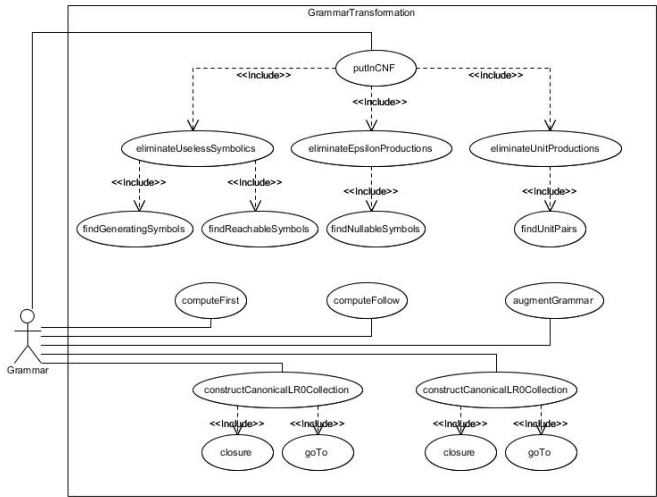 GrammarTransformation
putInCNF
<<Include>>
<<Include>>
<<Include>>
eliminateUselessSymbolics
eliminateEpsilonProductions
eliminateUnitProductions
<<Include>>
<<Include>>
<<Include>>
<<Include>>
findGeneratingSymbols
findReachableSymbols
findNullableSymbols
findUnitPairs
computeFirst
computeFollow
augmentGrammar
Grammar
constructCanonicalLR0Collection
constructCanonicalLR0Collection
<<Include>>
<<Include>>
<<Include>>
<<Include>>
closure
goTo
closure
goTo